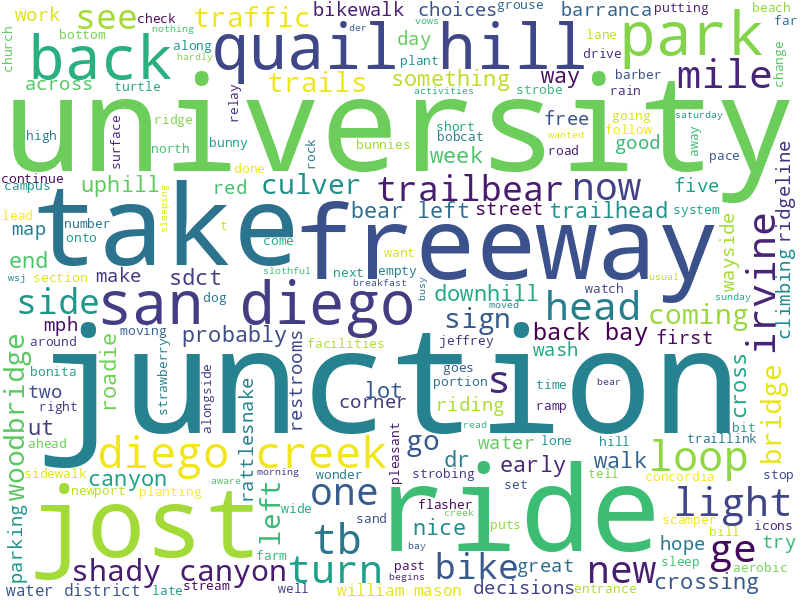 church
work
see
check
bottom
nothing
hardly
traffic
along
bikewalk
choices
der
vows
grouse
barranca
lane
putting
drive
beach
far
change
back
quail hill
park
mile
day
plant
something
activities
way
strobe
barber
rain
across
turtle
trails
relay
university
high
surface
ridge
north
bunny
done
rock
bunnies
short
bobcat
week
free
road
going
follow
good
away
saturday
pace
continue
campus
uphill
red
culver
trailbear
now
five
lead
map
number
onto
sleeping
take
t
come
freeway
bear left
street
trailhead
system
wayside
irvine
climbing
ridgeline
end
wsj
section
make
sdct
slothful
next
empty
want
breakfast
busy
downhill
watch
usual
sunday
side
san diego
dog
moved
sign
head
coming
mph
moving
probably
facilities
jeffrey
back bay
first
around
woodbridge
bonita
roadie
strawberry
alongside
restrooms
junction
goes
portion
wash
time
bear
cross
bridge
two
right
lot
corner
s
riding
ramp
bit
ut
ahead
diego creek
pleasant
go
read
water
lone
hill
traillink
stop
sidewalk
canyon
rattlesnake
morning
aware
wonder
strobing
dr
early
walk
tell
concordia
loop
newport
planting
left
wide
one
flasher
set
ride
light
scamper
icons
parking
jost
farm
sand
tb
nice
puts
creek
bill
hope
ge
try
shady canyon
turn
past
bay
bike
great
new
sleep
aerobic
crossing
water district
late
stream
well
william mason
begins
decisions
entrance